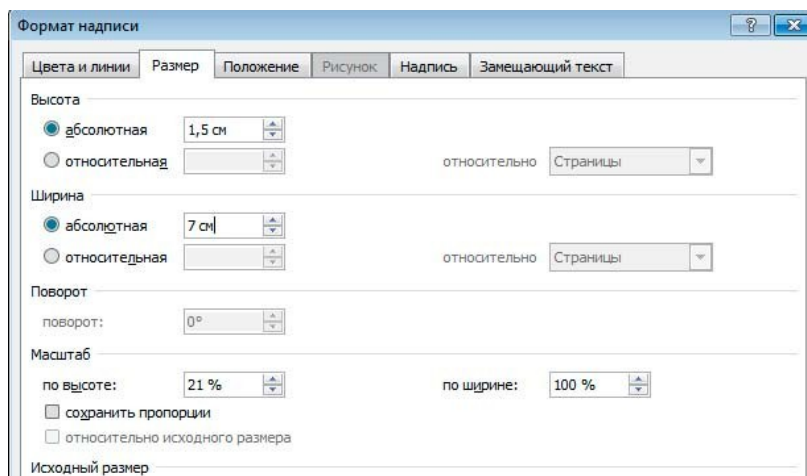 Формат надписи
Цвета и линии Размер Положение Рисунок Надпись Замещающий текст
Высота
абсолютная 1,5 см
относительная относительно Страницы
Ширина
абсолютная 7 см
относительная относительно Страницы
Поворот
поворот: 0°
Масштаб
по высоте: 21 % по ширине: 100 %
сохранить пропорции
относительно исходного размера
Исходный размер